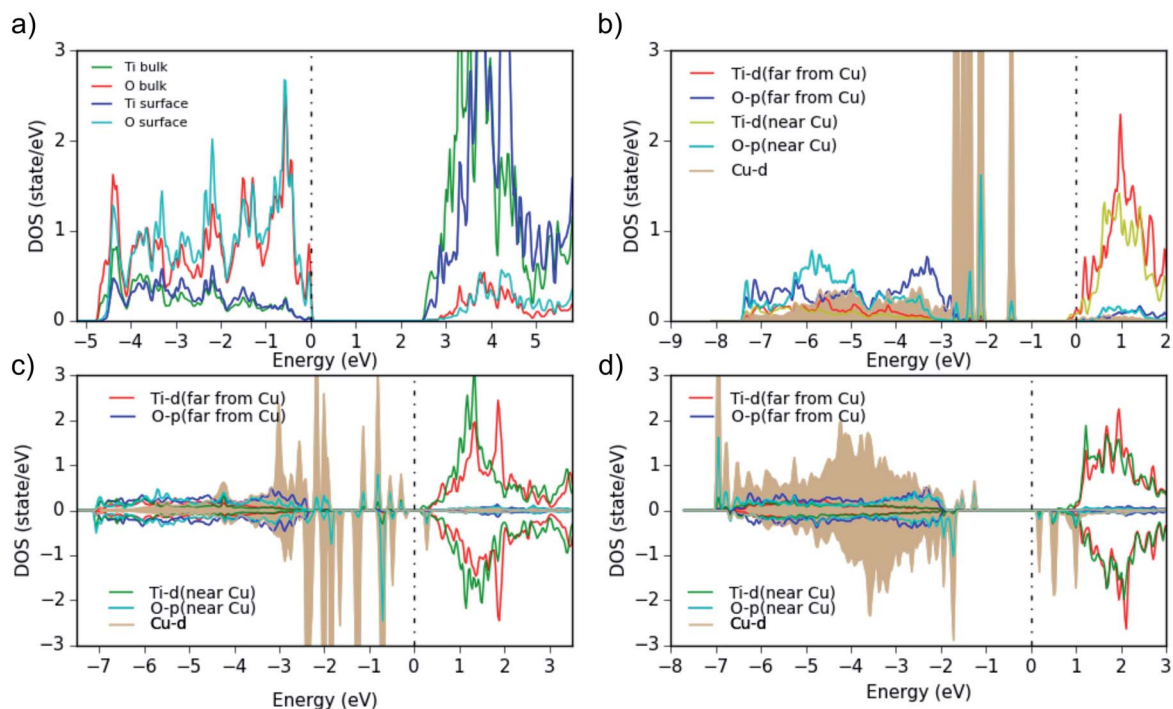 a)
3
2
1
0
DOS (state/eV)
Ti bulk
O bulk
Ti surface
O surface
−5 −4 −3 −2 −1 0 1 2 3 4 5
Energy (eV)
b)
3
2
1
0
DOS (state/eV)
Ti-d(far from Cu)
O-p(far from Cu)
Ti-d(near Cu)
O-p(near Cu)
Cu-d
−9 −8 −7 −6 −5 −4 −3 −2 −1 0 1 2
Energy (eV)
c)
3
2
1
0
−1
−2
−3
DOS (state/eV)
Ti-d(far from Cu)
O-p(far from Cu)
Ti-d(near Cu)
O-p(near Cu)
Cu-d
−7 −6 −5 −4 −3 −2 −1 0 1 2 3
Energy (eV)
d)
3
2
1
0
−1
−2
−3
DOS (state/eV)
Ti-d(far from Cu)
O-p(far from Cu)
Ti-d(near Cu)
O-p(near Cu)
Cu-d
−8 −7 −6 −5 −4 −3 −2 −1 0 1 2 3
Energy (eV)